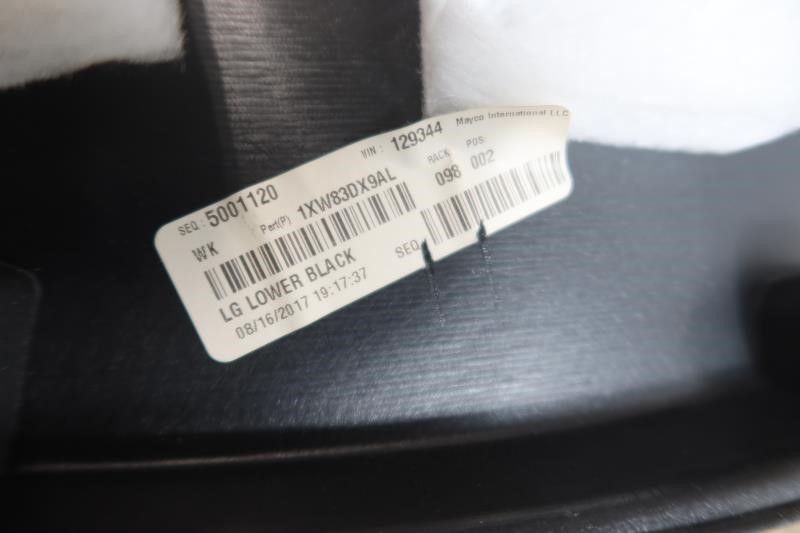 SEQ: 5001120 VIN: 129344 Mayco International LLC
WK Part(P) 1XW83DX9AL RACK: POS:
098 002
LG LOWER BLACK SEQ
08/16/2017 19:17:37